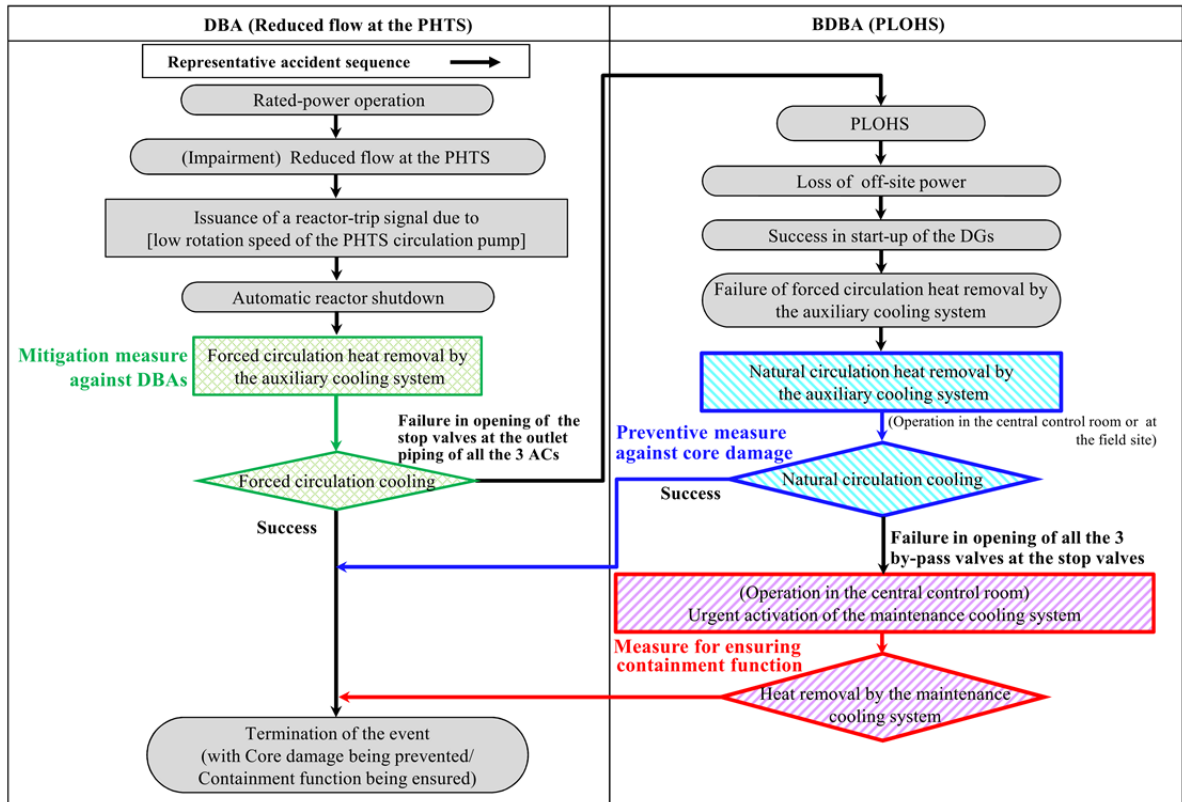 DBA (Reduced flow at the PHTS)
Representative accident sequence
Rated-power operation
(Impairment) Reduced flow at the PHTS
Issuance of a reactor-trip signal due to
[low rotation speed of the PHTS circulation pump]
Automatic reactor shutdown
Mitigation measure
against DBAs
Forced circulation heat removal by
the auxiliary cooling system
Failure in opening of the
stop valves at the outlet
piping of all the 3 ACs
Forced circulation cooling
Success
Termination of the event
(with Core damage being prevented/
Containment function being ensured)
BDBA (PLOHS)
PLOHS
Loss of off-site power
Success in start-up of the DGs
Failure of forced circulation heat removal by
the auxiliary cooling system
Natural circulation heat removal by
the auxiliary cooling system
(Operation in the central control room or at
the field site)
Preventive measure
against core damage
Natural circulation cooling
Success
Failure in opening of all the 3
by-pass valves at the stop valves
(Operation in the central control room)
Urgent activation of the maintenance cooling system
Measure for ensuring
containment function
Heat removal by the maintenance
cooling system